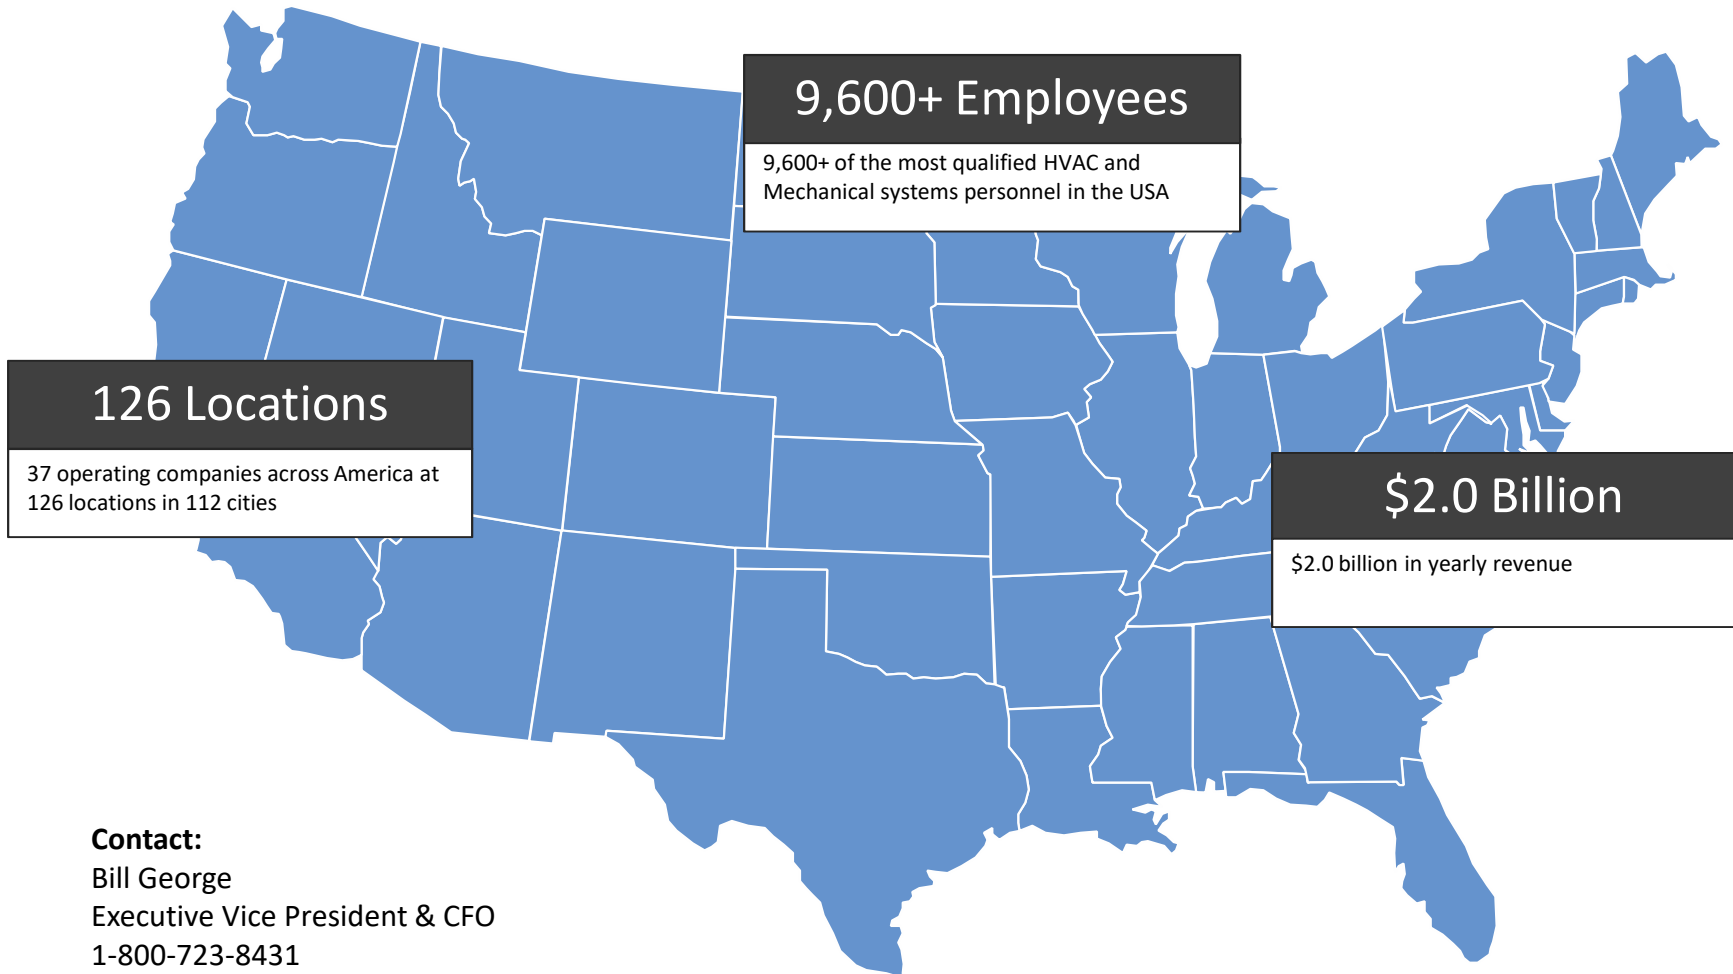 9,600+ Employees
9,600+ of the most qualified HVAC and
Mechanical systems personnel in the USA
126 Locations
37 operating companies across America at
126 locations in 112 cities
$2.0 Billion
$2.0 billion in yearly revenue
Contact:
Bill George
Executive Vice President & CFO
1-800-723-8431